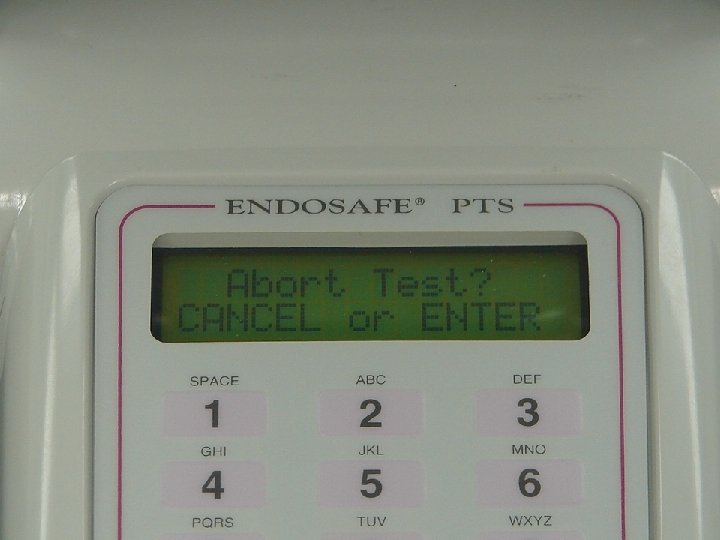 ENDOSAFE® PTS
Abort Test?
CANCEL or ENTER
SPACE ABC DEF
1 2 3
GHI JKL MNO
4 5 6
PQRS TUV WXYZ